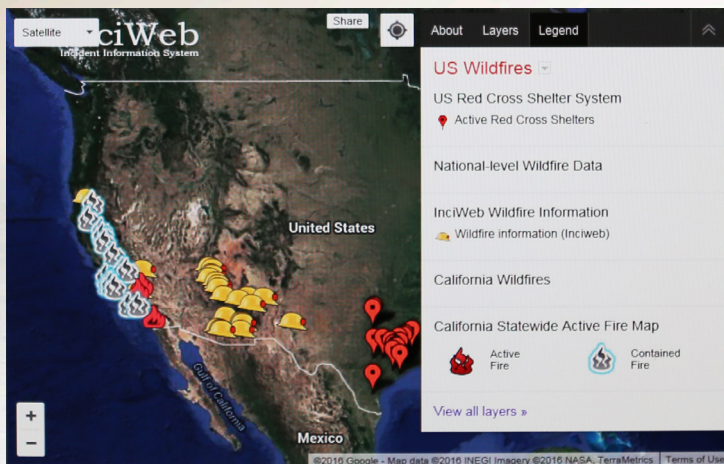 Satellite
InciWeb
Incident Information System
Share
About Layers Legend
US Wildfires
US Red Cross Shelter System
Active Red Cross Shelters
National-level Wildfire Data
InciWeb Wildfire Information
Wildfire information (Inciweb)
California Wildfires
California Statewide Active Fire Map
Active
Fire
Contained
Fire
View all layers »
United States
Gulf of California
Mexico
+
−
©2016 Google - Map data ©2016 INEGI Imagery ©2016 NASA, TerraMetrics Terms of Use